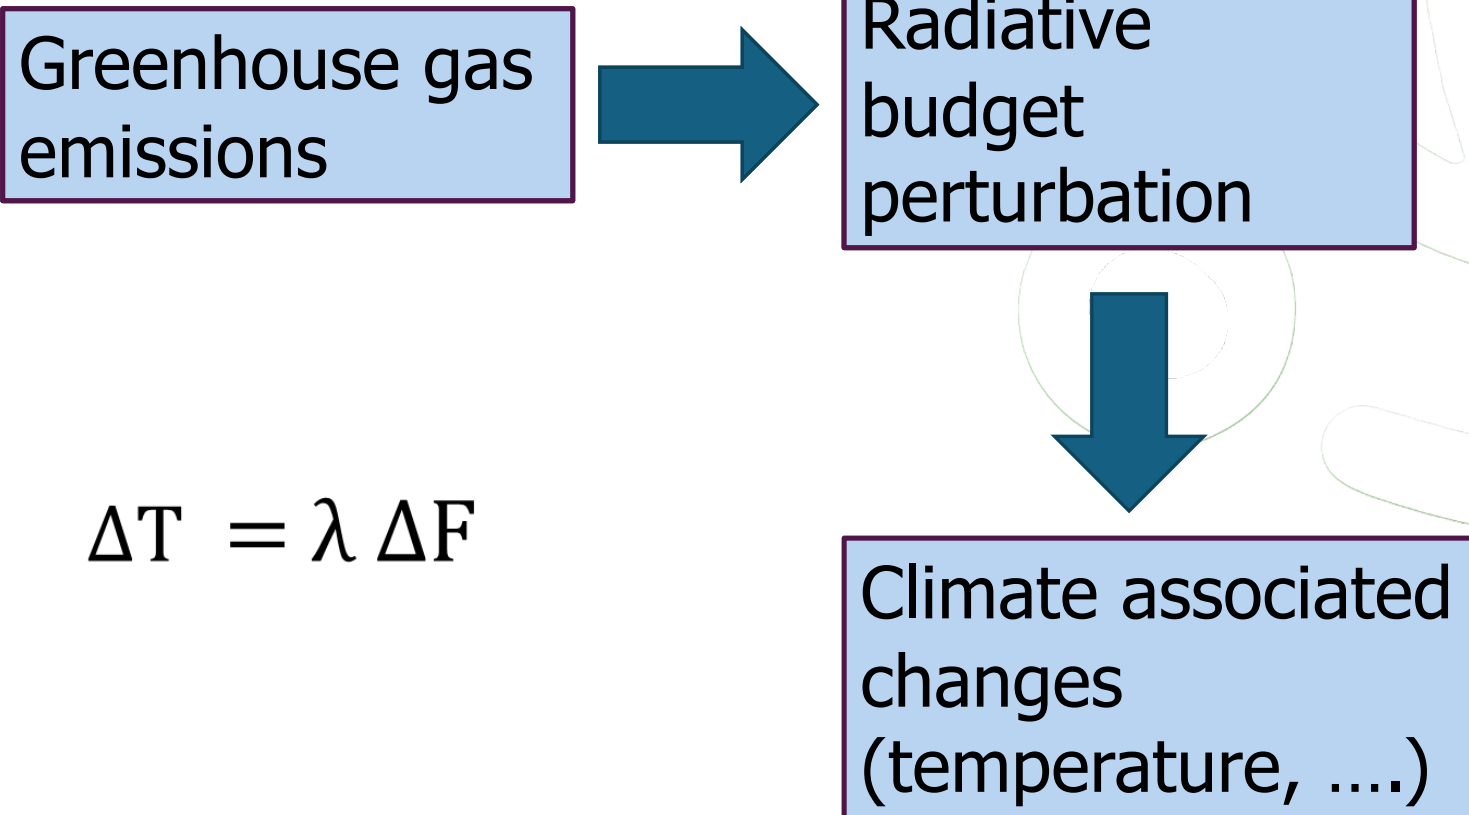 Greenhouse gas
emissions
Radiative
budget
perturbation
ΔT = λ ΔF
Climate associated
changes
(temperature, ....)